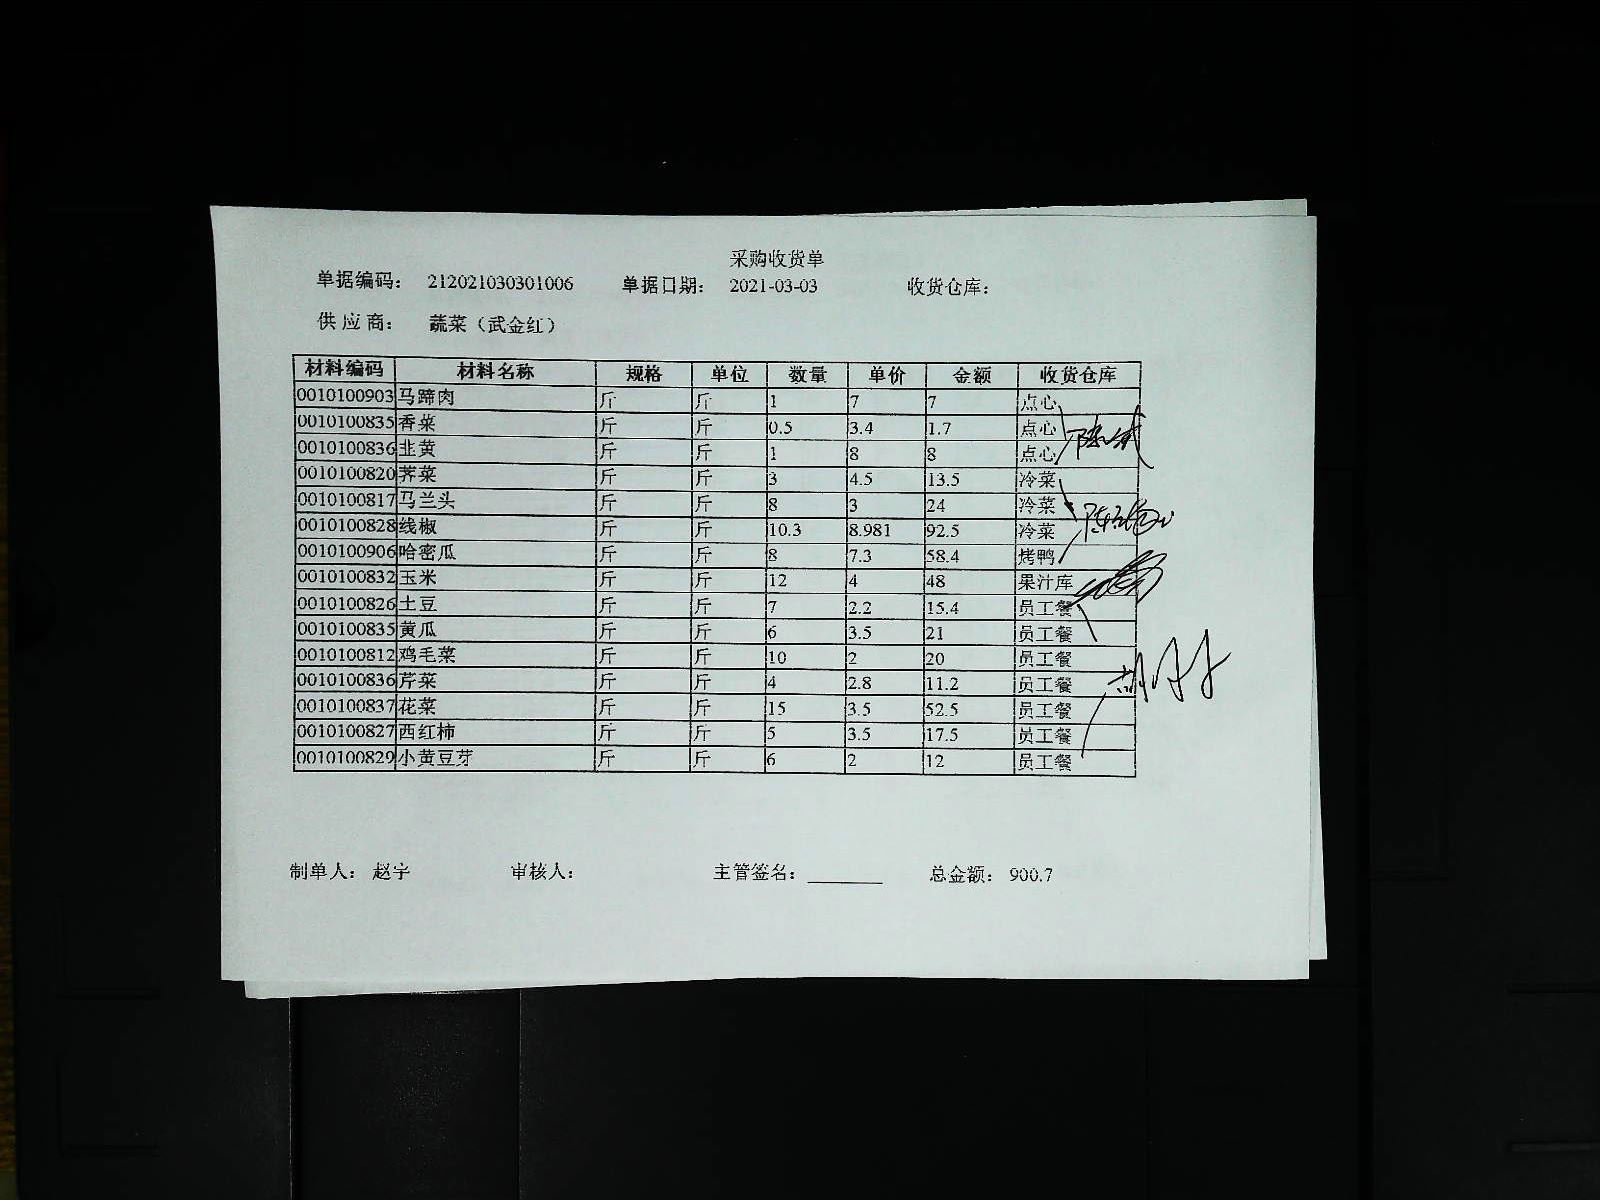 采购收货单
单据编码： 212021030301006 单据日期： 2021-03-03 收货仓库：
供应商： 蔬菜（武金红）
材料编码 材料名称 规格 单位 数量 单价 金额 收货仓库
0010100903 马蹄肉 斤 斤 1 7 7 点心
0010100835 香菜 斤 斤 0.5 3.4 1.7 点心
0010100836 韭黄 斤 斤 1 8 8 点心
0010100820 荠菜 斤 斤 3 4.5 13.5 冷菜
0010100817 马兰头 斤 斤 8 3 24 冷菜
0010100828 线椒 斤 斤 10.3 8.981 92.5 冷菜
0010100906 哈密瓜 斤 斤 8 7.3 58.4 烤鸭
0010100832 玉米 斤 斤 12 4 48 果汁库
0010100826 土豆 斤 斤 7 2.2 15.4 员工餐
0010100835 黄瓜 斤 斤 6 3.5 21 员工餐
0010100812 鸡毛菜 斤 斤 10 2 20 员工餐
0010100836 芹菜 斤 斤 4 2.8 11.2 员工餐
0010100837 花菜 斤 斤 15 3.5 52.5 员工餐
0010100827 西红柿 斤 斤 5 3.5 17.5 员工餐
0010100829 小黄豆芽 斤 斤 6 2 12 员工餐
制单人： 赵宇 审核人： 主管签名： 总金额： 900.7